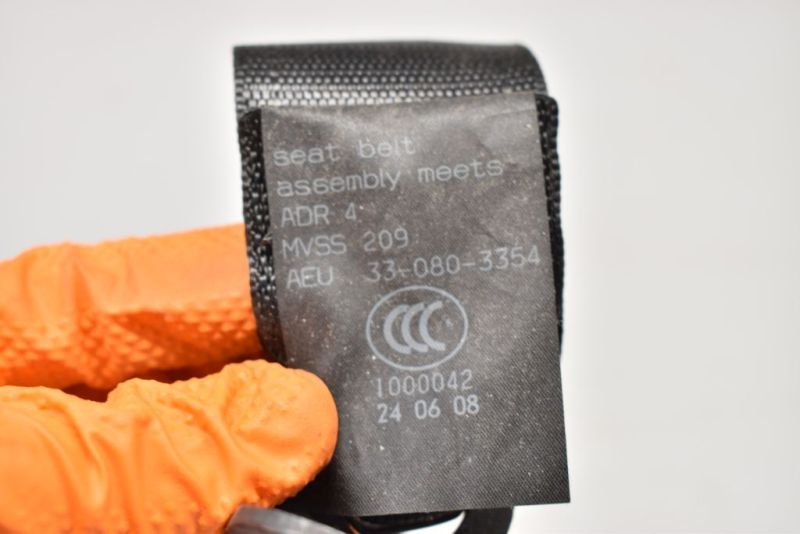 seat belt
assembly meets
ADR 4
MVSS 209
AEU 33-080-3354
CCC
1000042
24 06 08